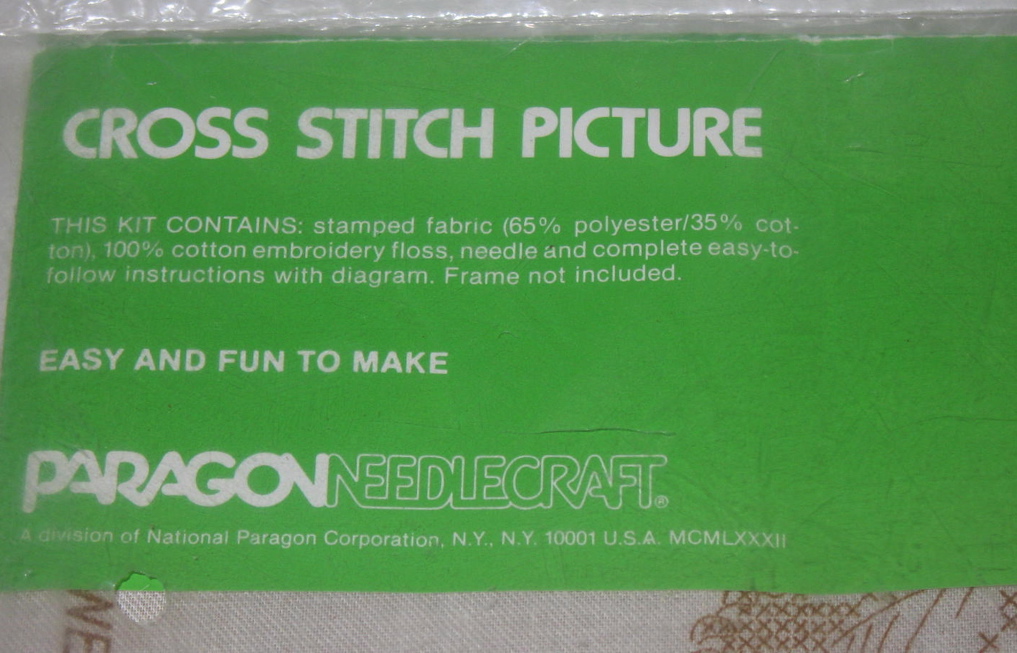 CROSS STITCH PICTURE
THIS KIT CONTAINS: stamped fabric (65% polyester/35% cot-
ton), 100% cotton embroidery floss, needle and complete easy-to-
follow instructions with diagram. Frame not included.
EASY AND FUN TO MAKE
PARAGON NEEDLECRAFT®
A division of National Paragon Corporation, N.Y., N.Y. 10001 U.S.A. MCMLXXXII